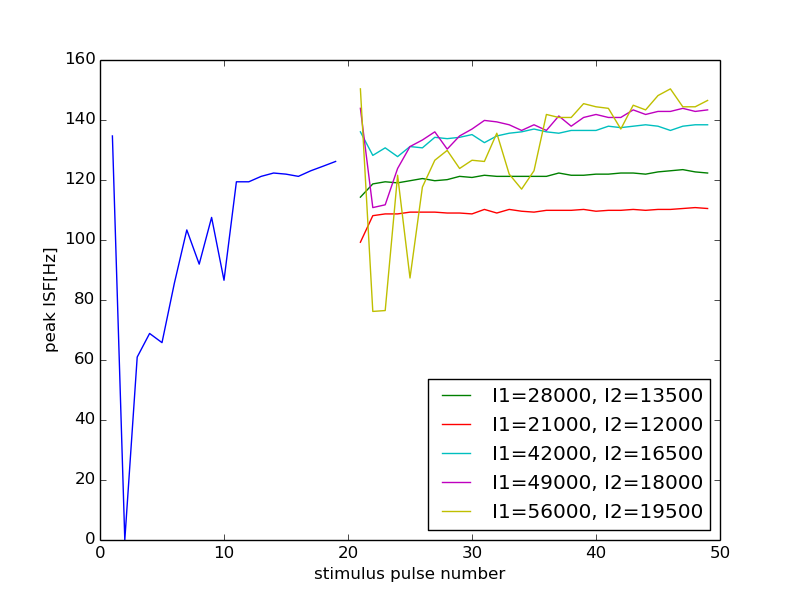 160
140
120
100
80
60
40
20
0
peak ISF[Hz]
I1=28000, I2=13500
I1=21000, I2=12000
I1=42000, I2=16500
I1=49000, I2=18000
I1=56000, I2=19500
0 10 20 30 40 50
stimulus pulse number